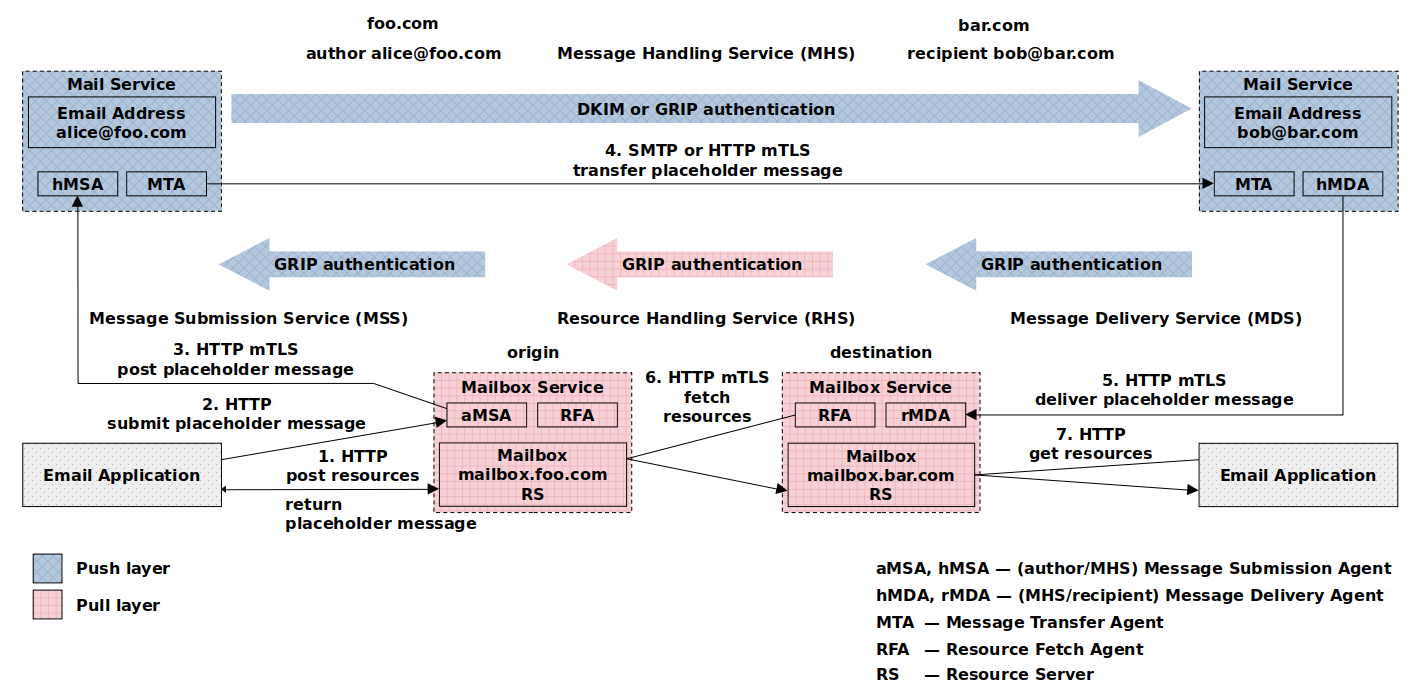 foo.com
bar.com
author alice@foo.com
Message Handling Service (MHS)
recipient bob@bar.com
Mail Service
Email Address
alice@foo.com
hMSA
MTA
DKIM or GRIP authentication
4. SMTP or HTTP mTLS
transfer placeholder message
Mail Service
Email Address
bob@bar.com
MTA
hMDA
GRIP authentication
GRIP authentication
GRIP authentication
Message Submission Service (MSS)
Resource Handling Service (RHS)
Message Delivery Service (MDS)
3. HTTP mTLS
post placeholder message
2. HTTP
submit placeholder message
Email Application
1. HTTP
post resources
return
placeholder message
origin
Mailbox Service
aMSA
RFA
Mailbox
mailbox.foo.com
RS
6. HTTP mTLS
fetch
resources
destination
Mailbox Service
RFA
rMDA
Mailbox
mailbox.bar.com
RS
5. HTTP mTLS
deliver placeholder message
7. HTTP
get resources
Email Application
Push layer
Pull layer
aMSA, hMSA — (author/MHS) Message Submission Agent
hMDA, rMDA — (MHS/recipient) Message Delivery Agent
MTA — Message Transfer Agent
RFA — Resource Fetch Agent
RS — Resource Server